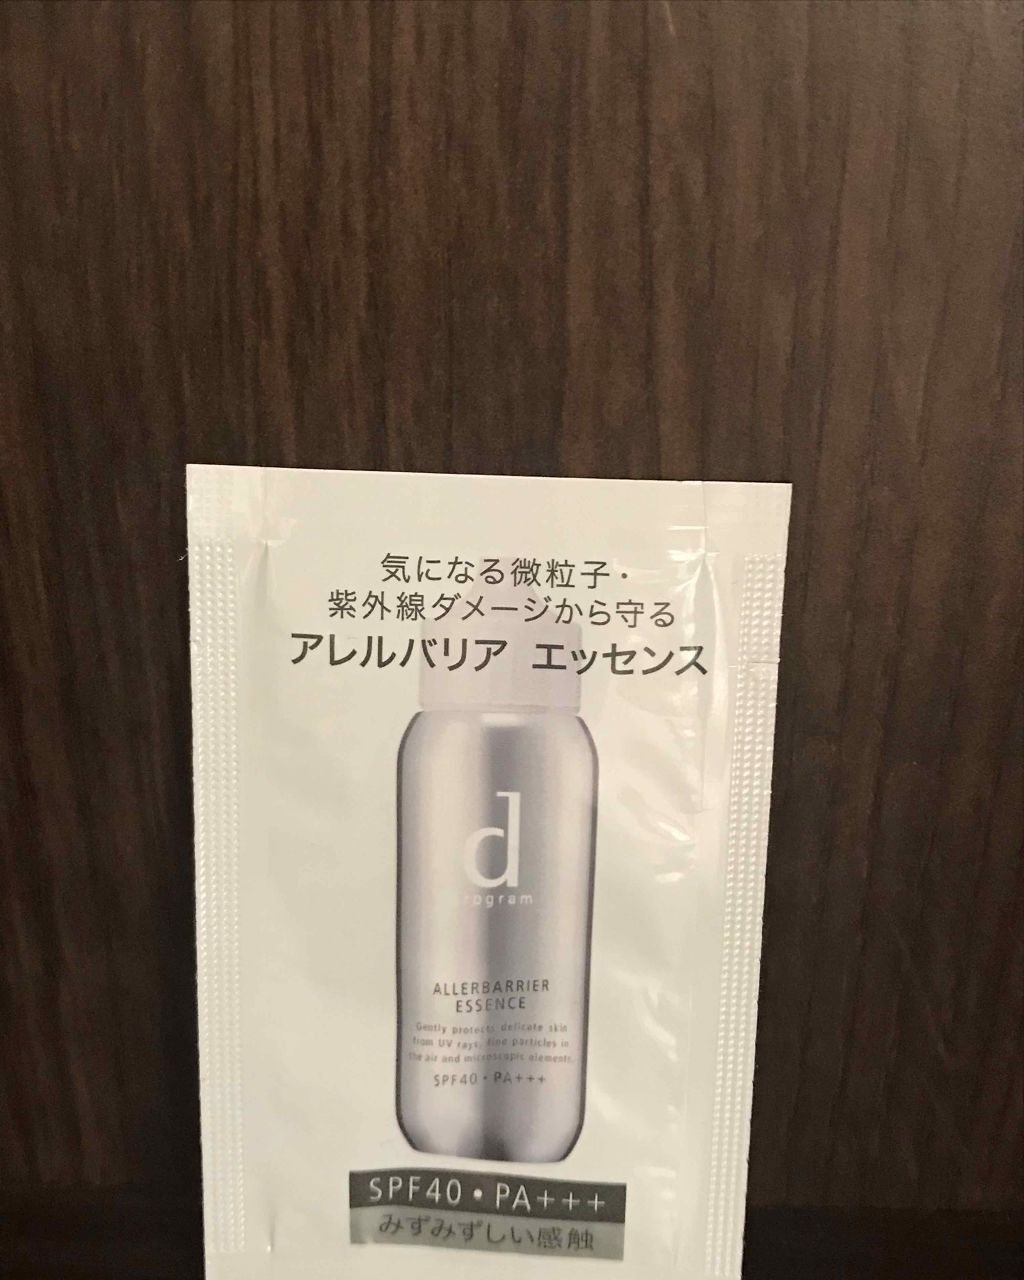 気になる微粒子・
紫外線ダメージから守る
アレルバリア エッセンス
d
program
ALLERBARRIER
ESSENCE
Gently protects delicate skin
from UV rays, fine particles in
the air and microscopic elements.
SPF40・PA+++
SPF40・PA+++
みずみずしい感触